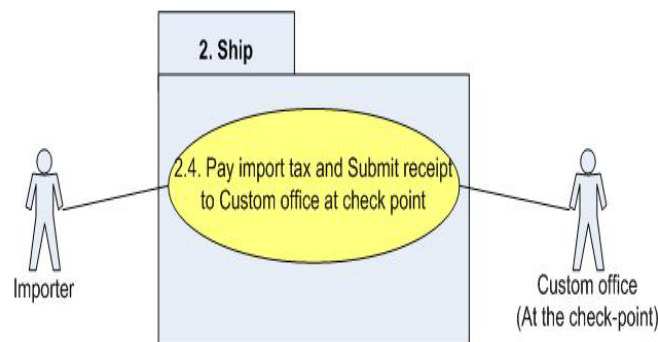 2. Ship
2.4. Pay import tax and Submit receipt
to Custom office at check point
Importer
Custom office
(At the check-point)